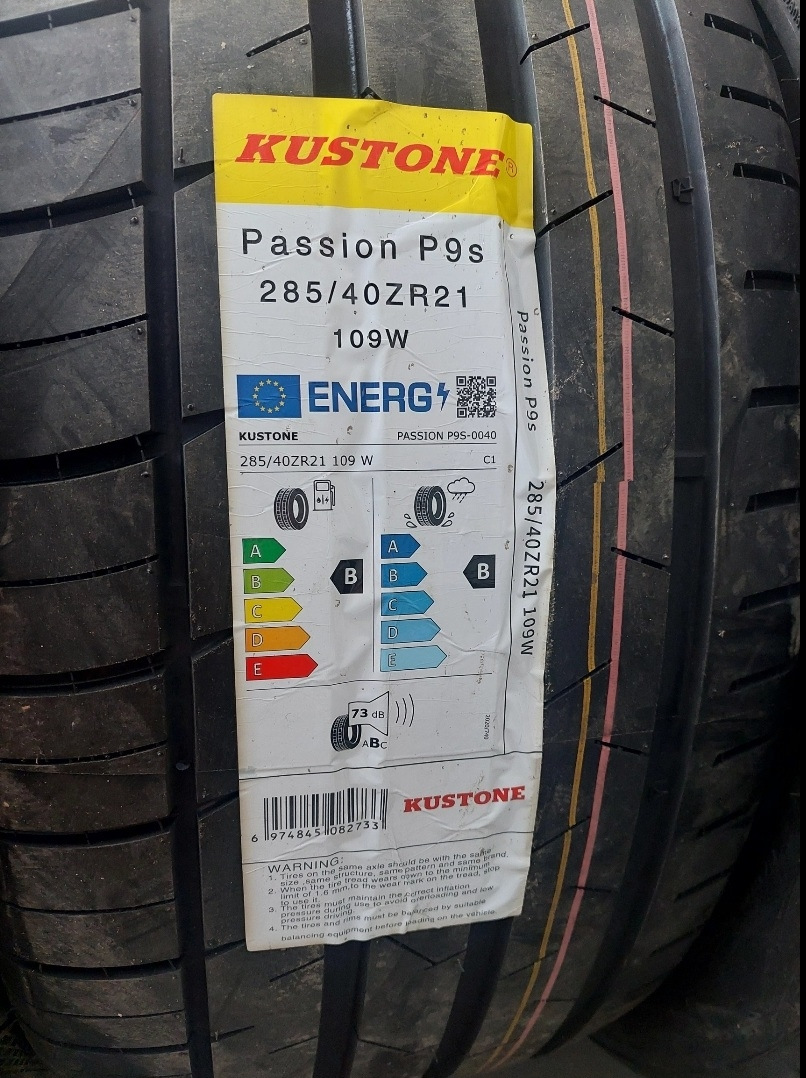 KUSTONE®
Passion P9s
285/40ZR21
109W
ENERG
KUSTONE PASSION P9S-0040
285/40ZR21 109 W C1
A
B
C
D
E
B
A
B
C
D
E
B
73 dB
ABC
2020/740
6 974845 082733
KUSTONE
WARNING:
1. Tires on the same axle should be with the same
size, same structure, same pattern and same brand.
2. When the tire tread wears down to the minimum
limit of 1.6 mm, to the wear mark on the tread, stop
to use it.
3. The tires must maintain the correct inflation
pressure during use to avoid overloading and low
pressure driving.
4. The tires and rims must be balanced by suitable
balancing equipment before loading on the vehicle.
Passion P9s 285/40ZR21 109W